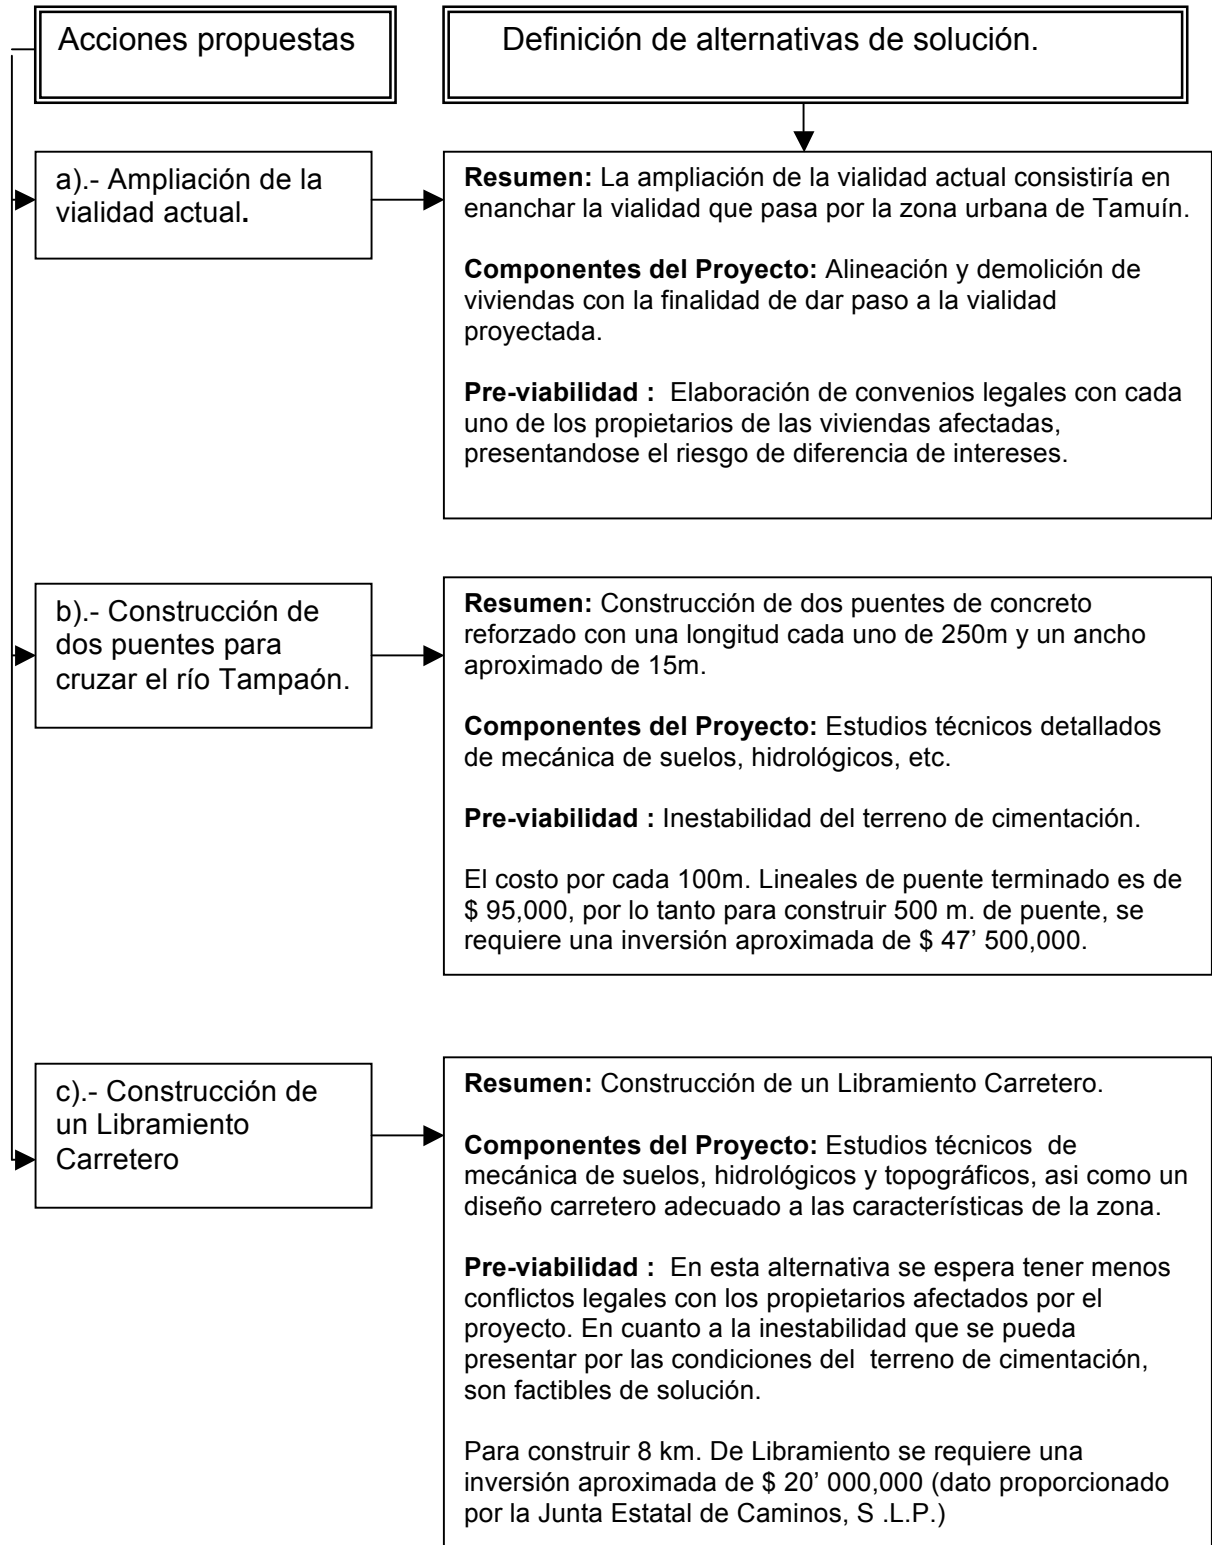 Acciones propuestas
Definición de alternativas de solución.
a).- Ampliación de la
vialidad actual.
Resumen: La ampliación de la vialidad actual consistiría en
enanchar la vialidad que pasa por la zona urbana de Tamuín.
Componentes del Proyecto: Alineación y demolición de
viviendas con la finalidad de dar paso a la vialidad
proyectada.
Pre-viabilidad :  Elaboración de convenios legales con cada
uno de los propietarios de las viviendas afectadas,
presentandose el riesgo de diferencia de intereses.
b).- Construcción de
dos puentes para
cruzar el río Tampaón.
Resumen: Construcción de dos puentes de concreto
reforzado con una longitud cada uno de 250m y un ancho
aproximado de 15m.
Componentes del Proyecto: Estudios técnicos detallados
de mecánica de suelos, hidrológicos, etc.
Pre-viabilidad : Inestabilidad del terreno de cimentación.
El costo por cada 100m. Lineales de puente terminado es de
$ 95,000, por lo tanto para construir 500 m. de puente, se
requiere una inversión aproximada de $ 47’ 500,000.
c).- Construcción de
un Libramiento
Carretero
Resumen: Construcción de un Libramiento Carretero.
Componentes del Proyecto: Estudios técnicos  de
mecánica de suelos, hidrológicos y topográficos, asi como un
diseño carretero adecuado a las características de la zona.
Pre-viabilidad :  En esta alternativa se espera tener menos
conflictos legales con los propietarios afectados por el
proyecto. En cuanto a la inestabilidad que se pueda
presentar por las condiciones del  terreno de cimentación,
son factibles de solución.
Para construir 8 km. De Libramiento se requiere una
inversión aproximada de $ 20’ 000,000 (dato proporcionado
por la Junta Estatal de Caminos, S .L.P.)